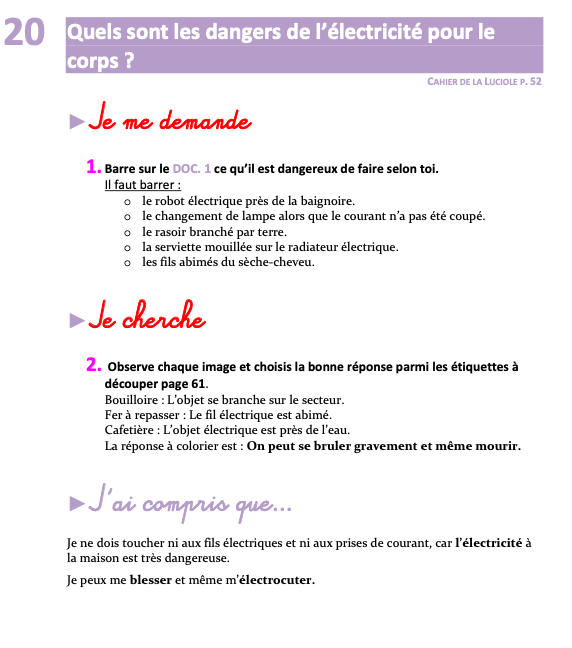 20 Quels sont les dangers de l'électricité pour le
corps ?
CAHIER DE LA LUCIOLE P. 52
►Je me demande
1. Barre sur le DOC. 1 ce qu'il est dangereux de faire selon toi.
Il faut barrer :
o le robot électrique près de la baignoire.
o le changement de lampe alors que le courant n'a pas été coupé.
o le rasoir branché par terre.
o la serviette mouillée sur le radiateur électrique.
o les fils abimés du sèche-cheveu.
►Je cherche
2. Observe chaque image et choisis la bonne réponse parmi les étiquettes à
découper page 61.
Bouilloire : L'objet se branche sur le secteur.
Fer à repasser : Le fil électrique est abimé.
Cafetière : L'objet électrique est près de l'eau.
La réponse à colorier est : On peut se bruler gravement et même mourir.
►J'ai compris que...
Je ne dois toucher ni aux fils électriques et ni aux prises de courant, car l'électricité à
la maison est très dangereuse.
Je peux me blesser et même m'électrocuter.